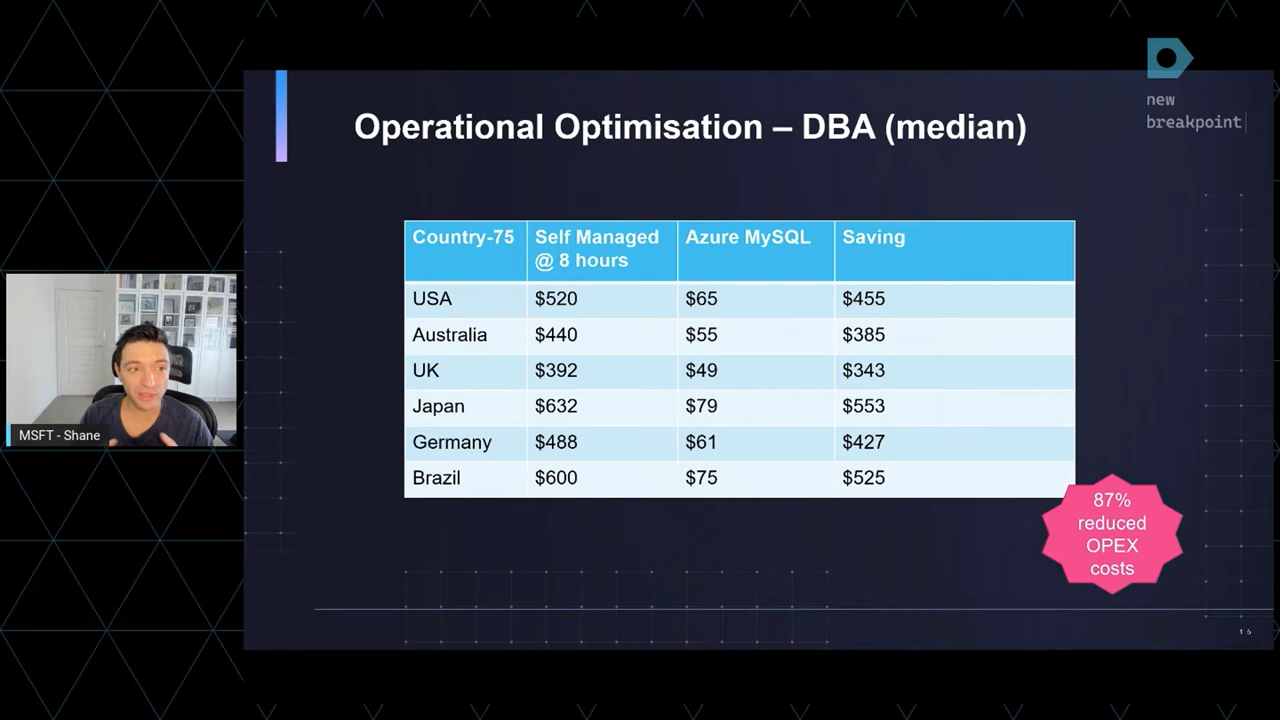 new
breakpoint
Operational Optimisation – DBA (median)
Country-75 Self Managed @ 8 hours Azure MySQL Saving
USA $520 $65 $455
Australia $440 $55 $385
UK $392 $49 $343
Japan $632 $79 $553
Germany $488 $61 $427
Brazil $600 $75 $525
87%
reduced
OPEX
costs
MSFT - Shane